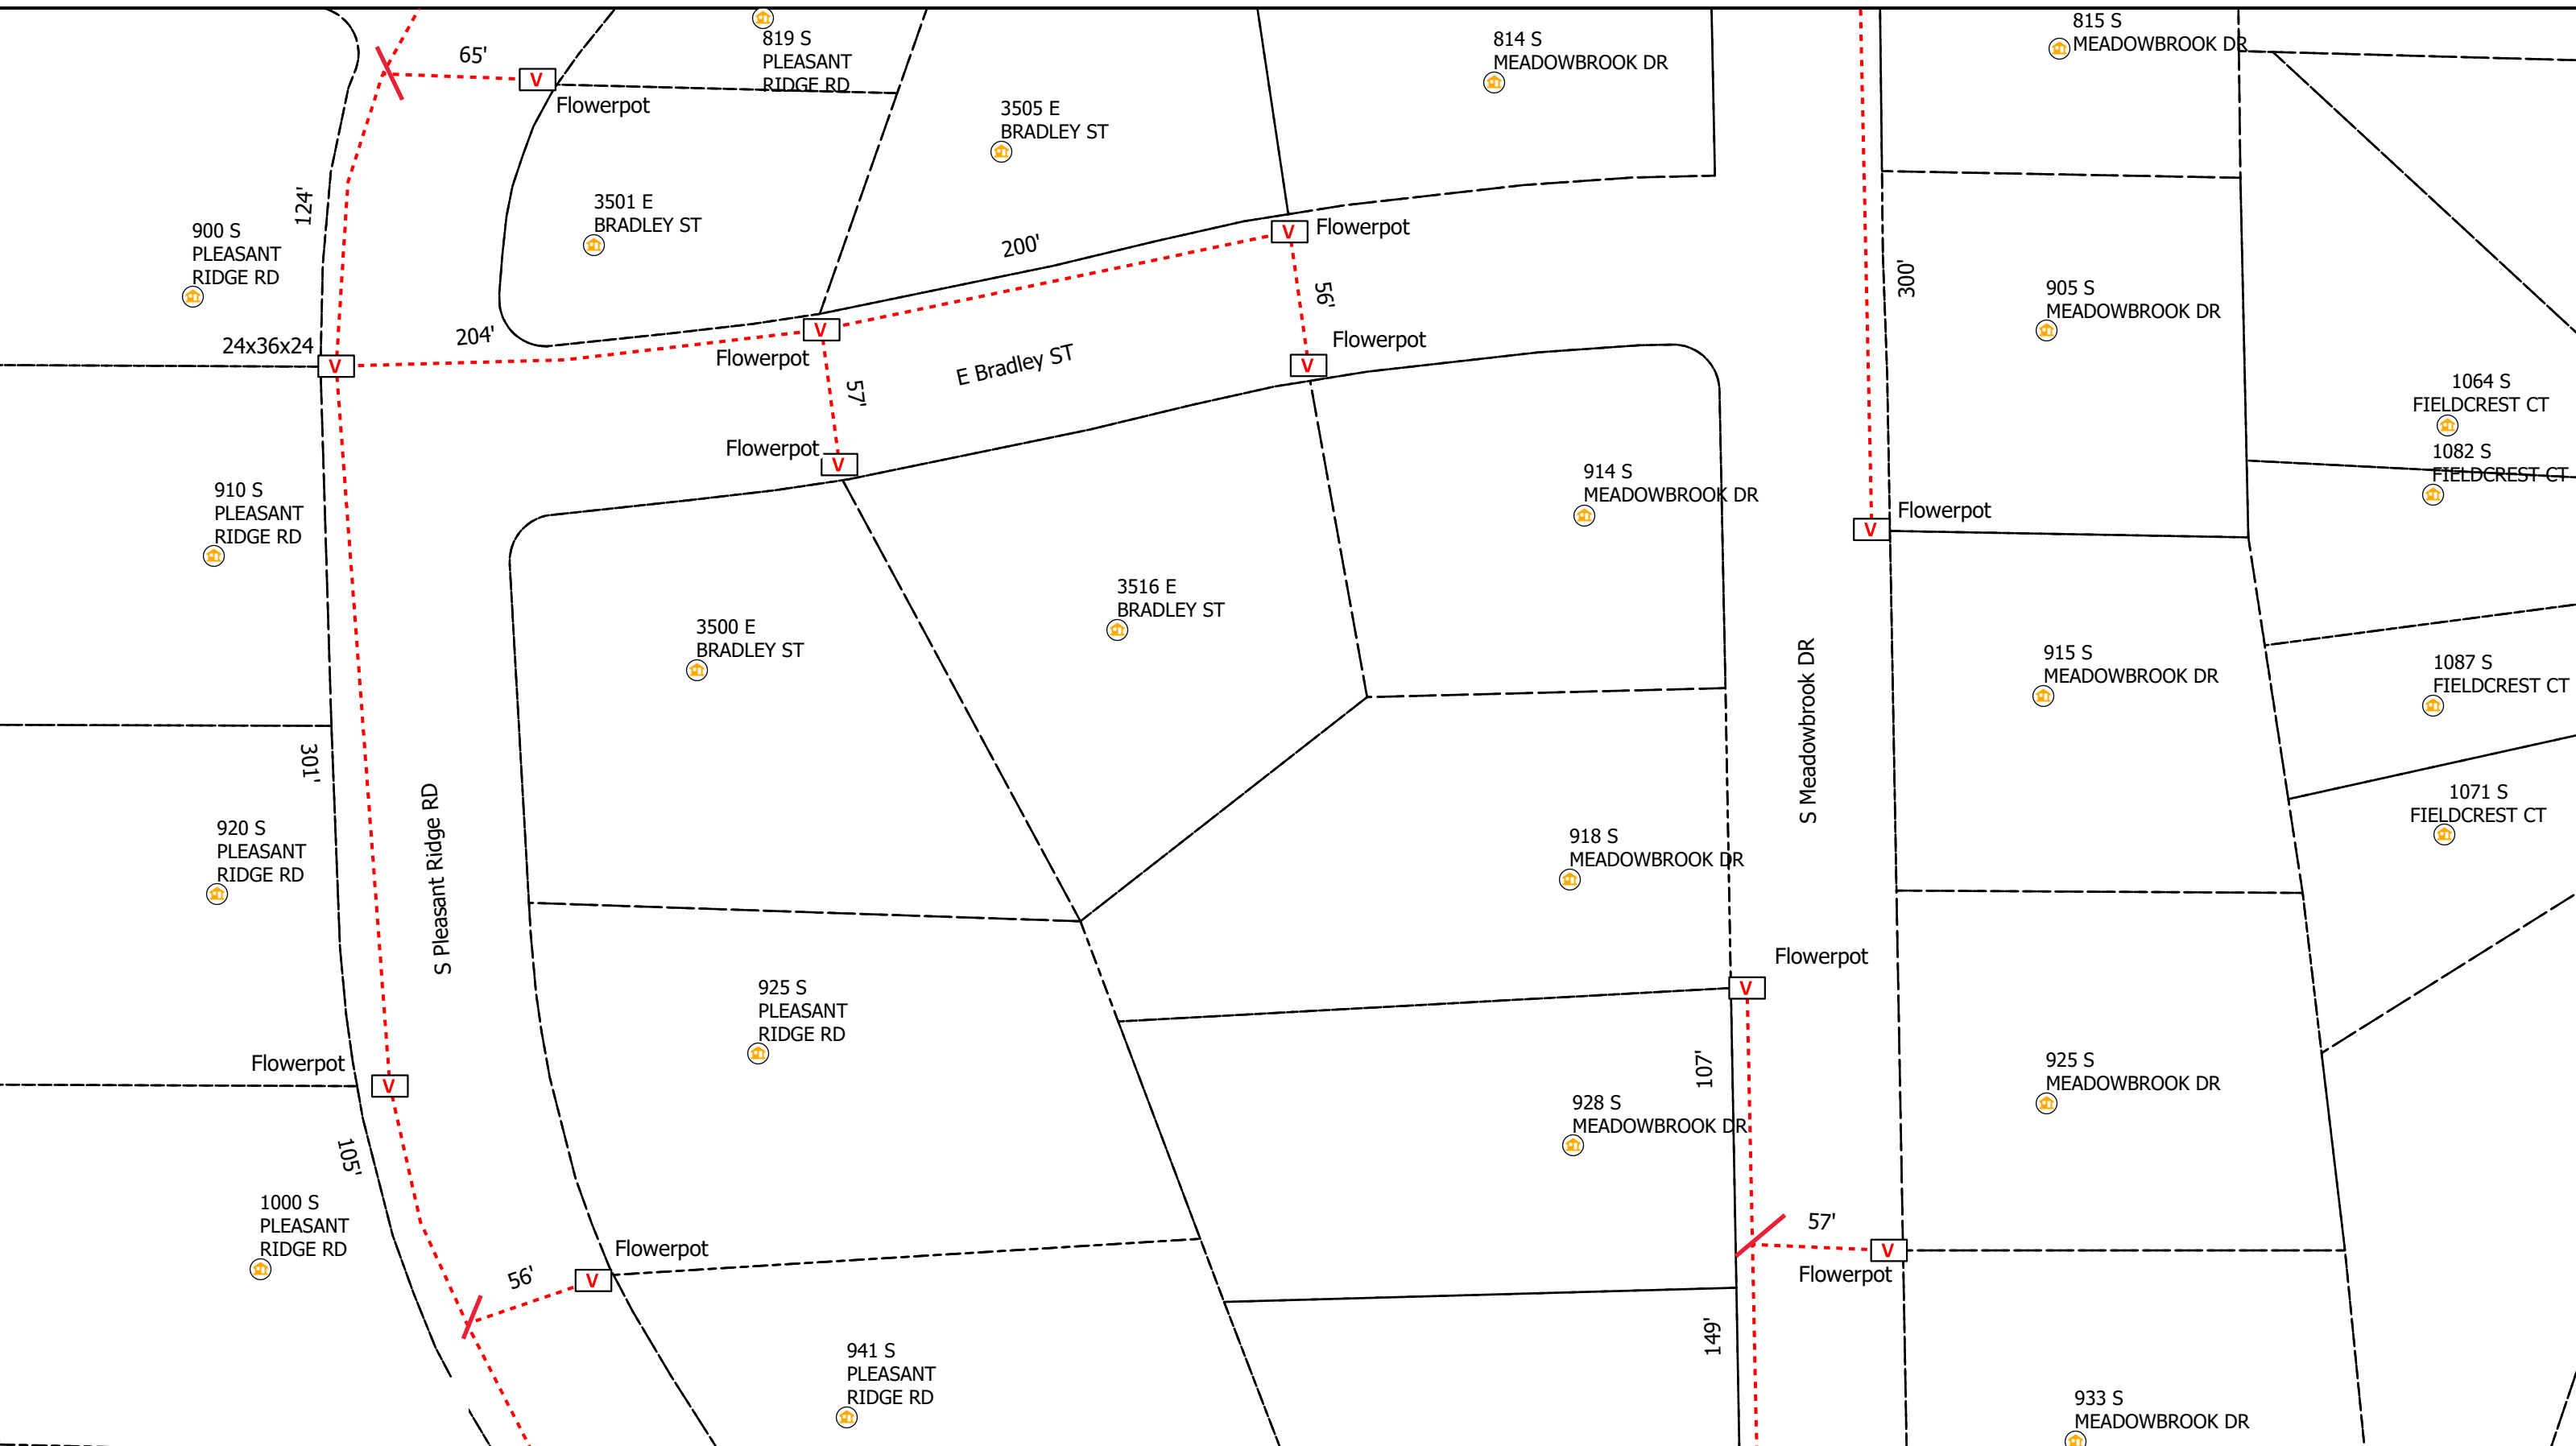 815 S
MEADOWBROOK DR
819 S
PLEASANT
RIDGE RD
814 S
MEADOWBROOK DR
65'
V
Flowerpot
3505 E
BRADLEY ST
124'
3501 E
BRADLEY ST
900 S
PLEASANT
RIDGE RD
200'
V
Flowerpot
56'
300'
905 S
MEADOWBROOK DR
24x36x24
V
204'
V
Flowerpot
E Bradley ST
V
Flowerpot
57'
1064 S
FIELDCREST CT
1082 S
FIELDCREST CT
Flowerpot
V
910 S
PLEASANT
RIDGE RD
914 S
MEADOWBROOK DR
V
Flowerpot
3516 E
BRADLEY ST
3500 E
BRADLEY ST
S Meadowbrook DR
915 S
MEADOWBROOK DR
1087 S
FIELDCREST CT
301'
1071 S
FIELDCREST CT
920 S
PLEASANT
RIDGE RD
S Pleasant Ridge RD
918 S
MEADOWBROOK DR
Flowerpot
V
925 S
PLEASANT
RIDGE RD
Flowerpot
V
107'
925 S
MEADOWBROOK DR
928 S
MEADOWBROOK DR
105'
1000 S
PLEASANT
RIDGE RD
57'
V
Flowerpot
Flowerpot
V
56'
149'
941 S
PLEASANT
RIDGE RD
933 S
MEADOWBROOK DR